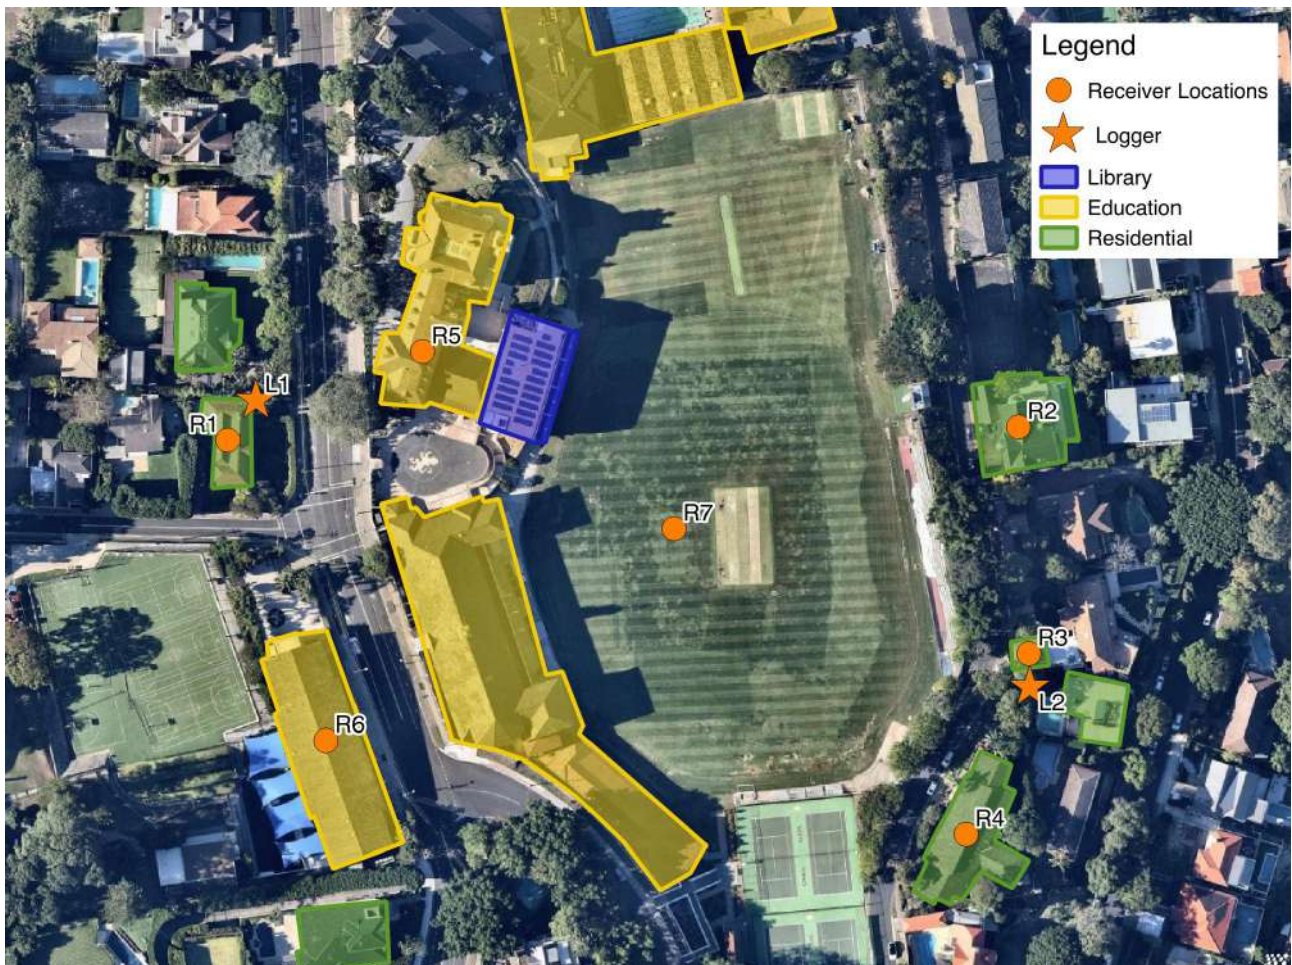 Legend
Receiver Locations
Logger
Library
Education
Residential
R5
L1
R1
R2
R7
R3
L2
R6
R4